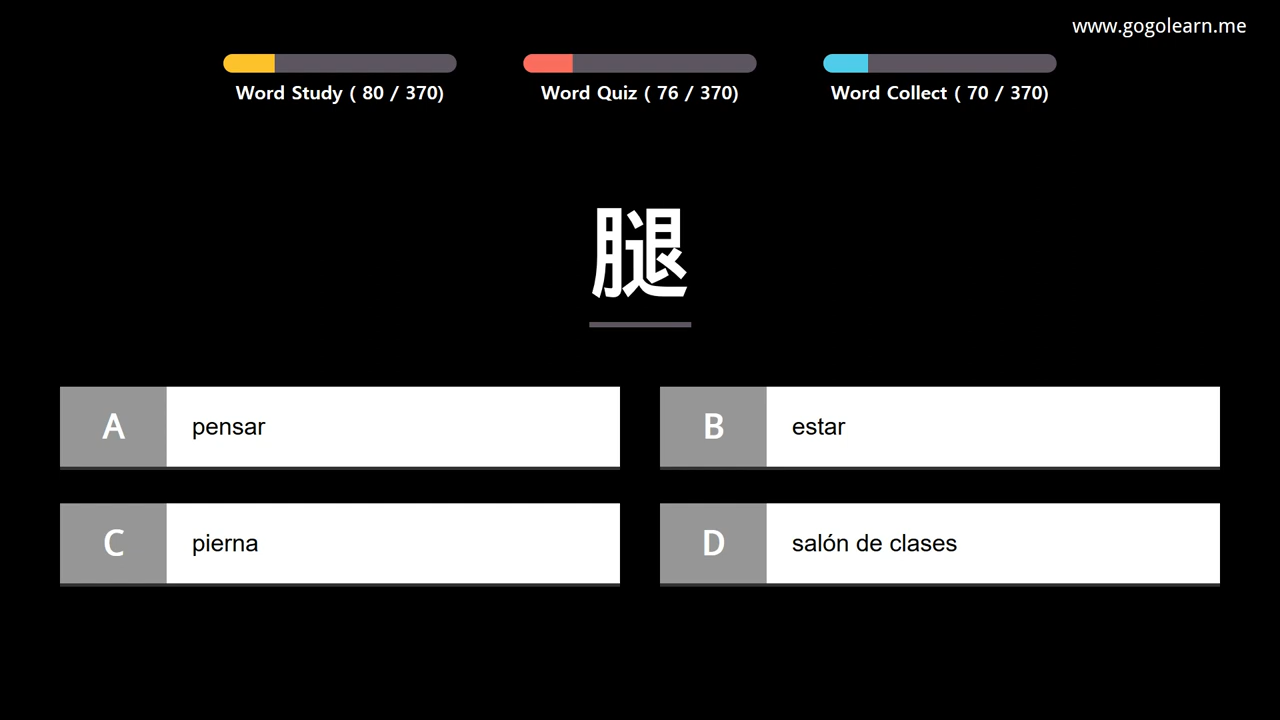 www.gogolearn.me
Word Study ( 80 / 370)
Word Quiz ( 76 / 370)
Word Collect ( 70 / 370)
腿
A pensar
B estar
C pierna
D salón de clases